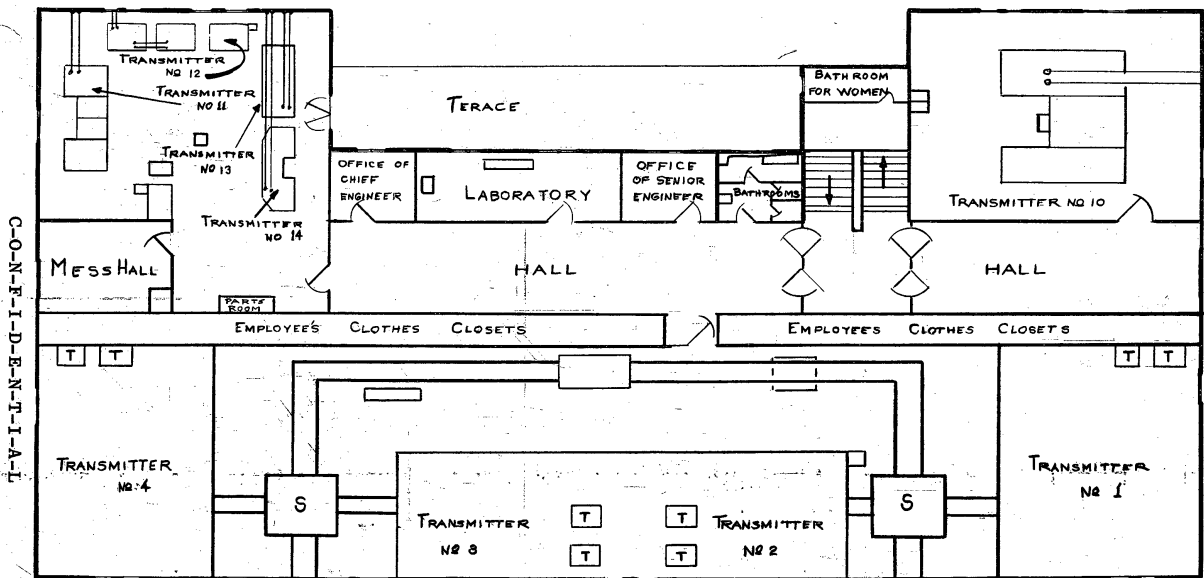 C-O-N-F-I-D-E-N-T-I-A-L
TRANSMITTER
No 12
TRANSMITTER
No 11
TRANSMITTER
No 13
TRANSMITTER
No 14
TERACE
BATHROOM
FOR WOMEN
OFFICE OF
CHIEF
ENGINEER
LABORATORY
OFFICE
OF SENIOR
ENGINEER
BATHROOMS
TRANSMITTER No 10
MESS HALL
HALL
HALL
PARTS
ROOM
EMPLOYEE'S CLOTHES CLOSETS
EMPLOYEES CLOTHES CLOSETS
T T
T T
TRANSMITTER
No 4
S
S
TRANSMITTER
No 1
TRANSMITTER
No 3
T T
T T
TRANSMITTER
No 2